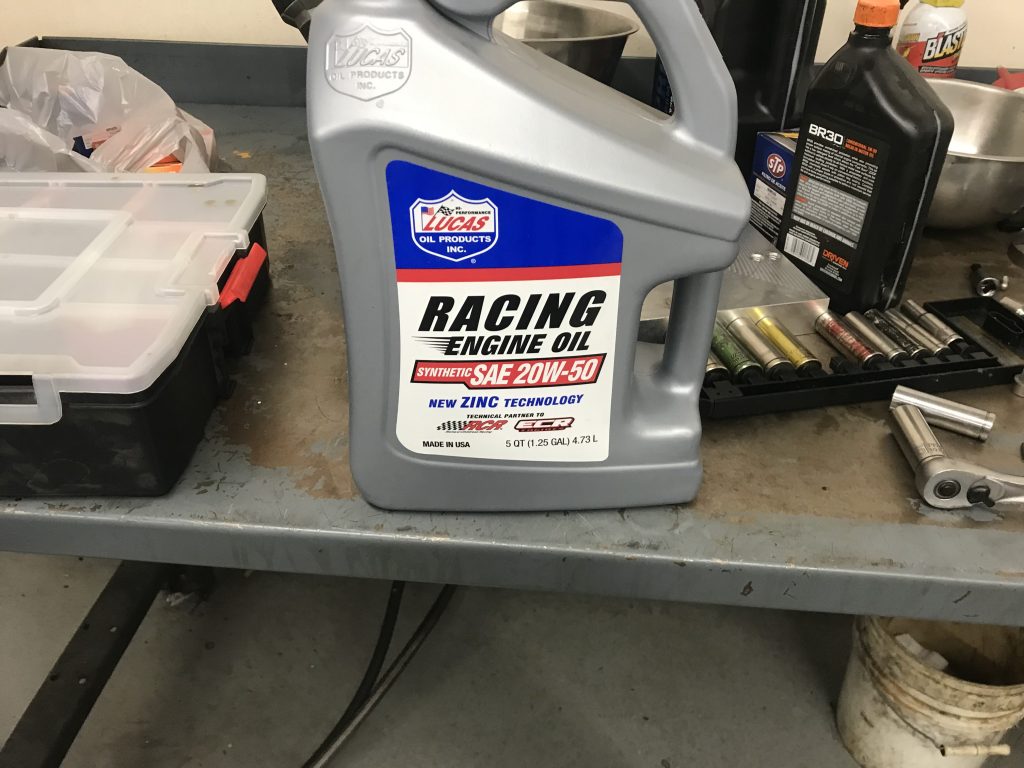 LUCAS
OIL PRODUCTS
INC.
HI-PERFORMANCE
LUCAS
OIL PRODUCTS
INC.
RACING
ENGINE OIL
SYNTHETIC SAE 20W-50
NEW ZINC TECHNOLOGY
TECHNICAL PARTNER TO
RCR
ECR
MADE IN USA
5 QT (1.25 GAL) 4.73 L
STP
BR30
DRIVEN
BLAST